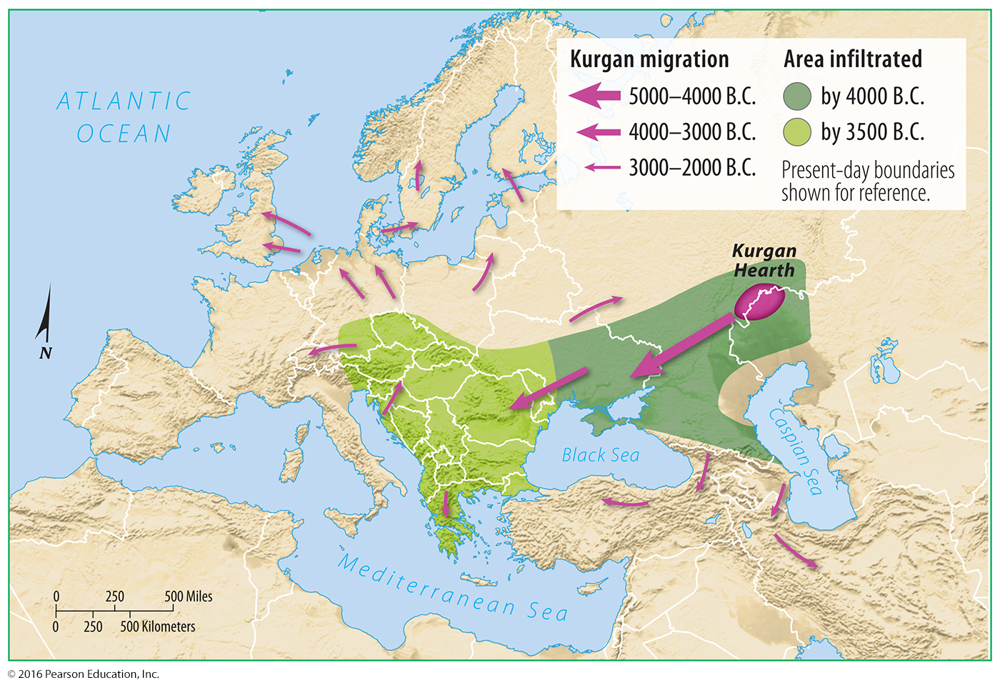 ATLANTIC
OCEAN
Kurgan migration
5000–4000 B.C.
4000–3000 B.C.
3000–2000 B.C.
Area infiltrated
by 4000 B.C.
by 3500 B.C.
Present-day boundaries
shown for reference.
Kurgan
Hearth
N
Black Sea
Caspian Sea
Mediterranean Sea
0 250 500 Miles
0 250 500 Kilometers
© 2016 Pearson Education, Inc.